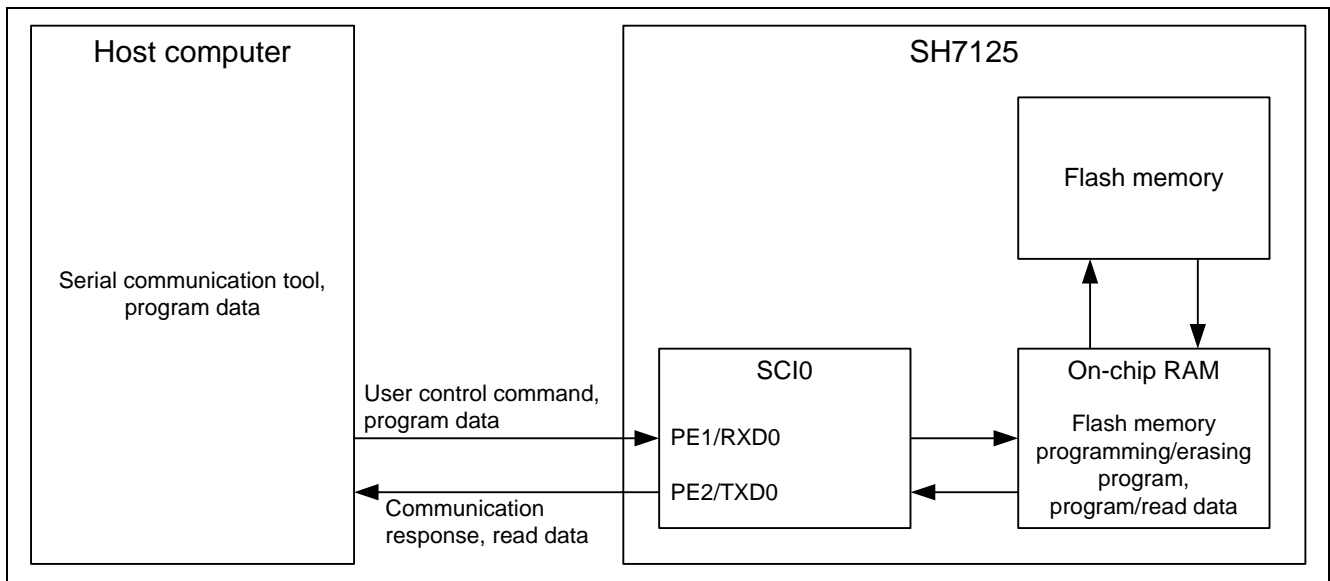 Host computer
Serial communication tool,
program data
User control command,
program data
Communication
response, read data
SH7125
Flash memory
SCI0
PE1/RXD0
PE2/TXD0
On-chip RAM
Flash memory
programming/erasing
program,
program/read data